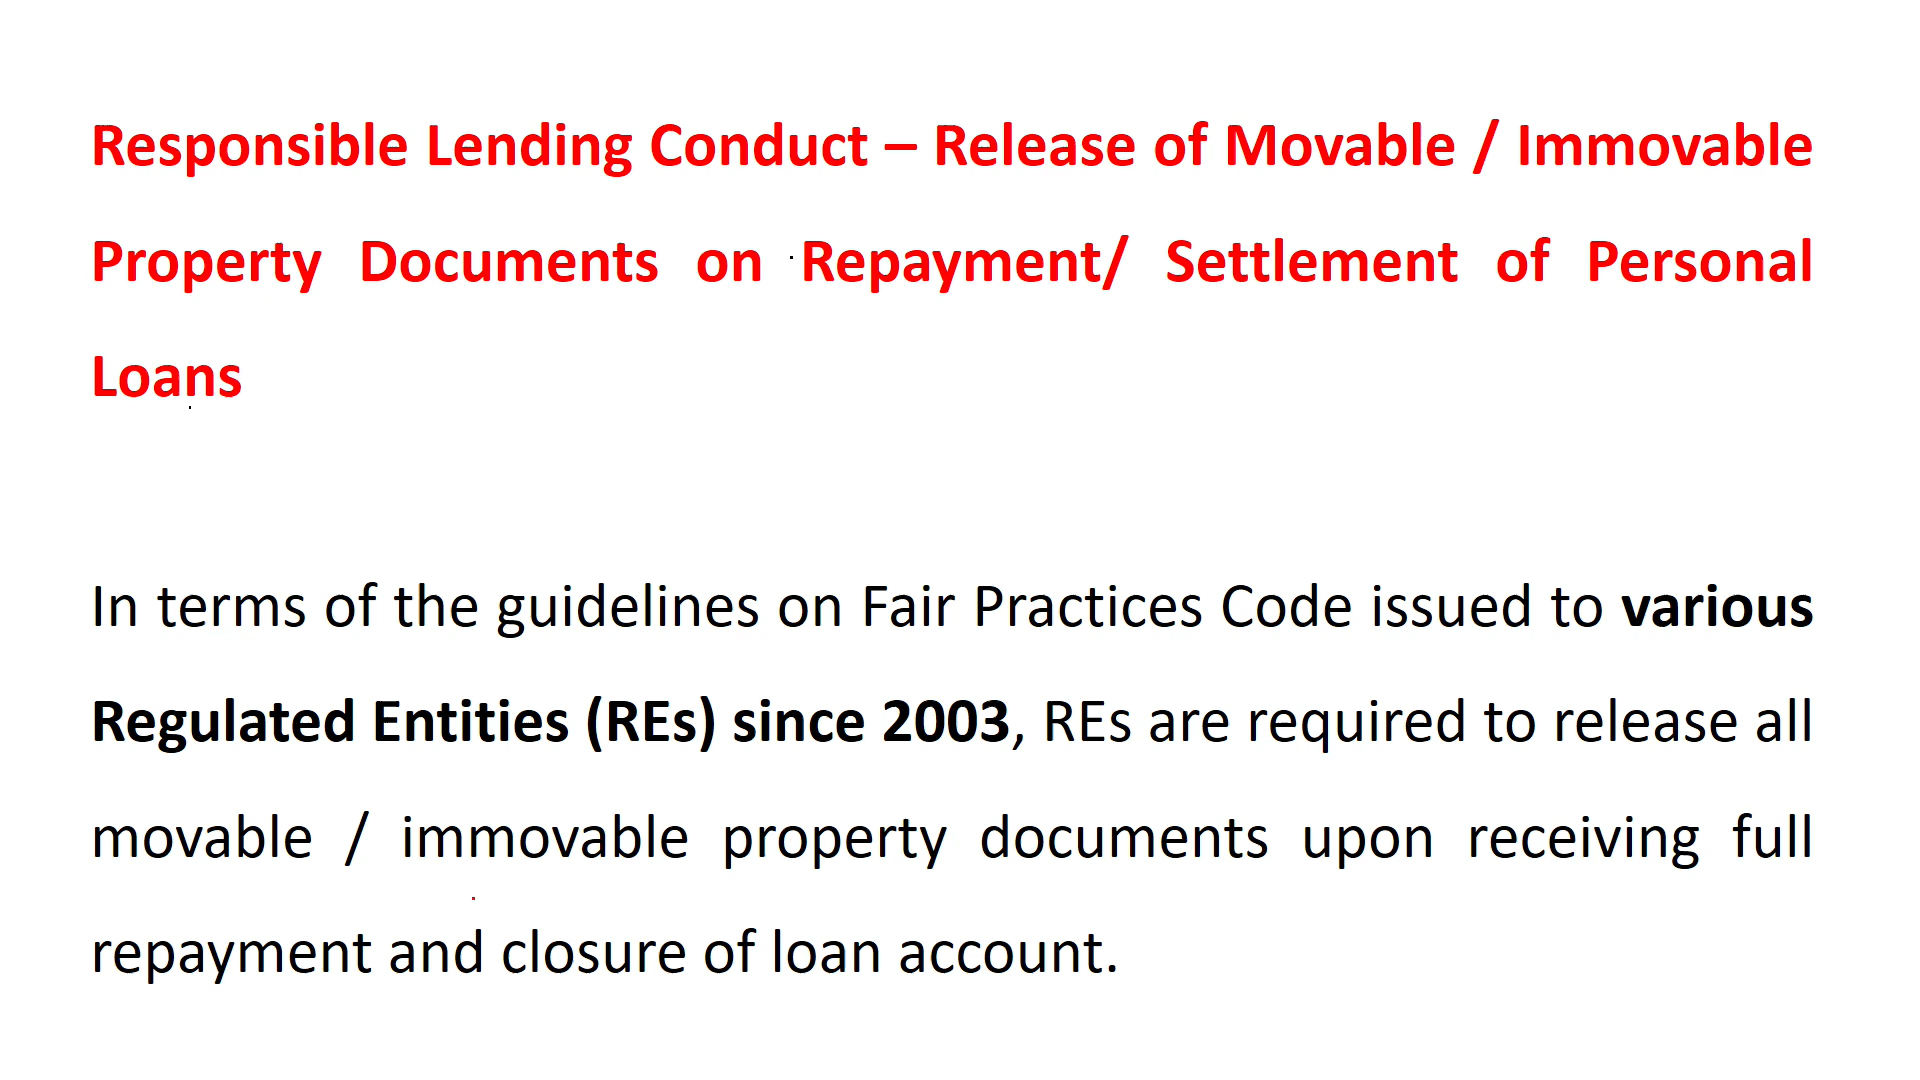 Responsible Lending Conduct – Release of Movable / Immovable
Property Documents on Repayment/ Settlement of Personal
Loans
In terms of the guidelines on Fair Practices Code issued to various
Regulated Entities (REs) since 2003, REs are required to release all
movable / immovable property documents upon receiving full
repayment and closure of loan account.